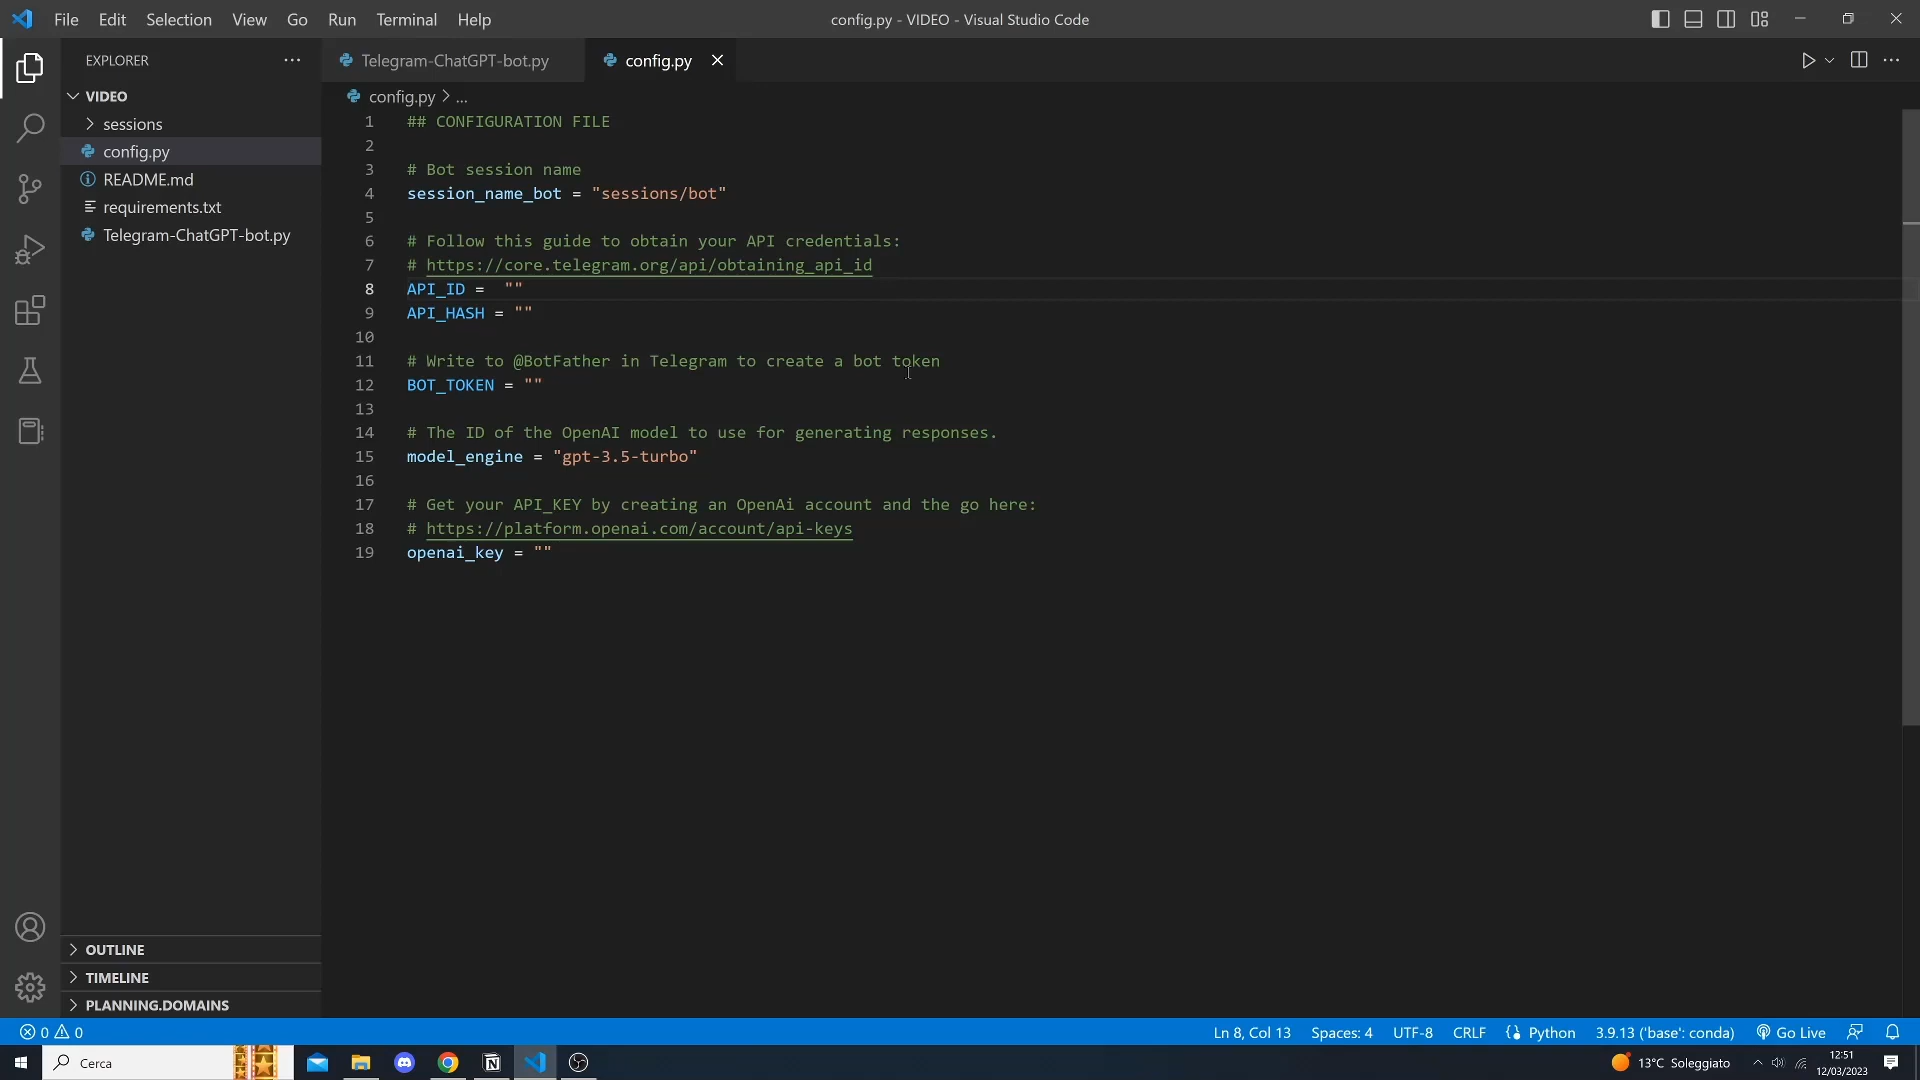 File Edit Selection View Go Run Terminal Help
config.py - VIDEO - Visual Studio Code
EXPLORER
VIDEO
sessions
config.py
README.md
requirements.txt
Telegram-ChatGPT-bot.py
OUTLINE
TIMELINE
PLANNING.DOMAINS
Telegram-ChatGPT-bot.py
config.py
config.py > ...
1 ## CONFIGURATION FILE
2
3 # Bot session name
4 session_name_bot = "sessions/bot"
5
6 # Follow this guide to obtain your API credentials:
7 # https://core.telegram.org/api/obtaining_api_id
8 API_ID =  ""
9 API_HASH = ""
10
11 # Write to @BotFather in Telegram to create a bot token
12 BOT_TOKEN = ""
13
14 # The ID of the OpenAI model to use for generating responses.
15 model_engine = "gpt-3.5-turbo"
16
17 # Get your API_KEY by creating an OpenAi account and the go here:
18 # https://platform.openai.com/account/api-keys
19 openai_key = ""
0 0
Ln 8, Col 13 Spaces: 4 UTF-8 CRLF Python 3.9.13 ('base': conda) Go Live
Cerca
13°C Soleggiato
12:51
12/03/2023